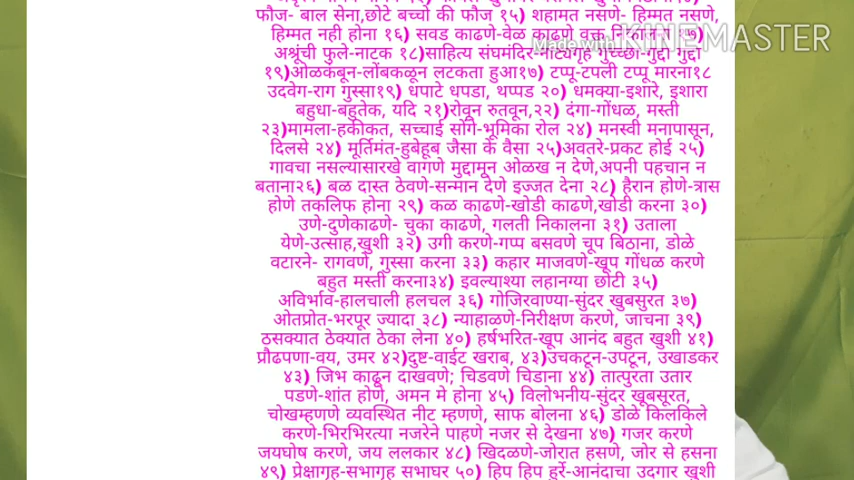 फौज- बाल सेना,छोटे बच्चो की फौज १५) शहामत नसणे- हिम्मत नसणे,
हिम्मत नही होना १६) सवड काढणे-वेळ काढणे वक्त १७)
Made with KINEMASTER
अश्रूंची फुले-नाटक १८)साहित्य संघमंदिर-नाट्यगृह गुच्च्छा-गुद्दा गुद्दा
१९)ओळकंबून-लोंबकळून लटकता हुआ१७) टप्पू-टपली टप्पू मारना१८
उदवेग-राग गुस्सा१९) धपाटे धपडा, थप्पड २०) धमक्या-इशारे, इशारा
बहुधा-बहुतेक, यदि २१)रोवून रुतवून,२२) दंगा-गोंधळ, मस्ती
२३)मामला-हकीकत, सच्चाई सोंगे-भूमिका रोल २४) मनस्वी मनापासून,
दिलसे २४) मूर्तिमंत-हुबेहूब जैसा के वैसा २५)अवतरे-प्रकट होई २५)
गावचा नसल्यासारखे वागणे मुद्दामून ओळख न देणे,अपनी पहचान न
बताना२६) बळ दास्त ठेवणे-सन्मान देणे इज्जत देना २८) हैरान होणे-त्रास
होणे तकलिफ होना २९) कळ काढणे-खोडी काढणे,खोडी करना ३०)
उणे-दुणेकाढणे- चुका काढणे, गलती निकालना ३१) उताला
येणे-उत्साह,खुशी ३२) उगी करणे-गप्प बसवणे चूप बिठाना, डोळे
वटारने- रागवणे, गुस्सा करना ३३) कहार माजवणे-खूप गोंधळ करणे
बहुत मस्ती करना३४) इवल्याश्या लहानग्या छोटी ३५)
अविर्भाव-हालचाली हलचल ३६) गोजिरवाण्या-सुंदर खुबसुरत ३७)
ओतप्रोत-भरपूर ज्यादा ३८) न्याहाळणे-निरीक्षण करणे, जाचना ३९)
ठसक्यात ठेक्यात ठेका लेना ४०) हर्षभरित-खूप आनंद बहुत खुशी ४१)
प्रौढपणा-वय, उमर ४२)दुष्ट-वाईट खराब, ४३)उचकटून-उपटून, उखाडकर
४३) जिभ काढून दाखवणे; चिडवणे चिडाना ४४) तात्पुरता उतार
पडणे-शांत होणे, अमन मे होना ४५) विलोभनीय-सुंदर खूबसूरत,
चोखम्हणणे व्यवस्थित नीट म्हणणे, साफ बोलना ४६) डोळे किलकिले
करणे-भिरभिरत्या नजरेने पाहणे नजर से देखना ४७) गजर करणे
जयघोष करणे, जय ललकार ४८) खिदळणे-जोरात हसणे, जोर से हसना
४९) प्रेक्षागृह-सभागृह सभाघर ५०) हिप हिप हुर्रे-आनंदाचा उदगार खुशी